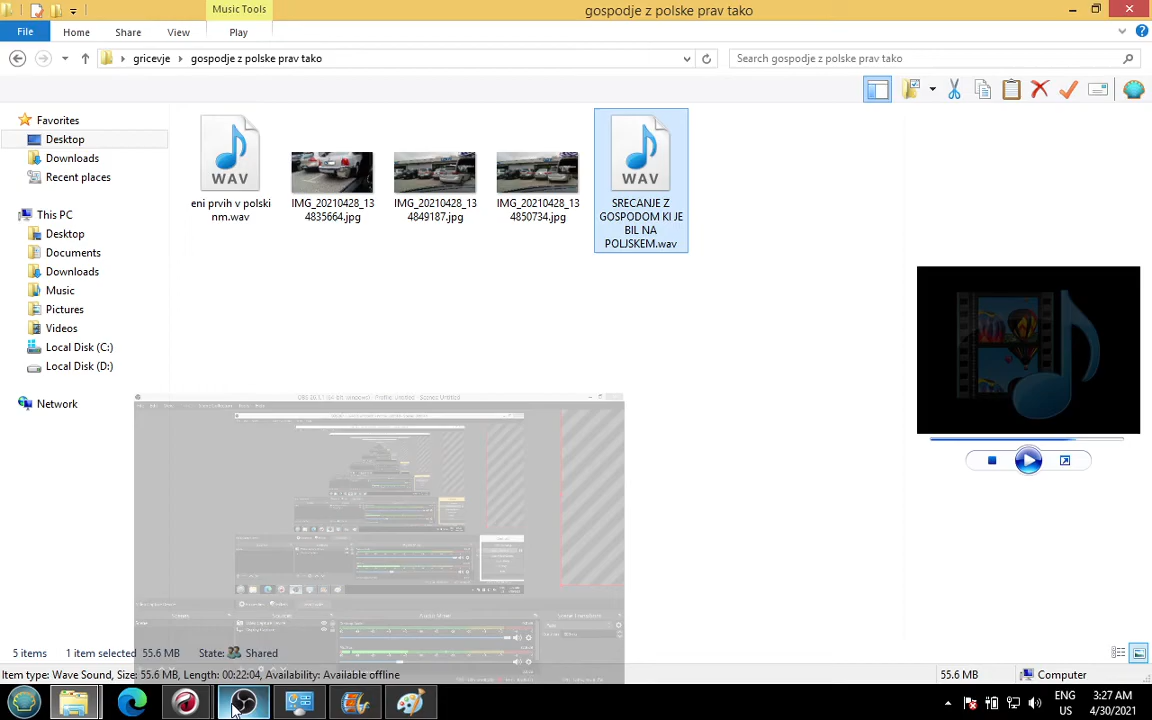 Music Tools
gospodje z polske prav tako
File
Home
Share
View
Play
gricevje
gospodje z polske prav tako
Search gospodje z polske prav tako
Favorites
Desktop
Downloads
Recent places
This PC
Desktop
Documents
Downloads
Music
Pictures
Videos
Local Disk (C:)
Local Disk (D:)
Network
WAV
eni prvih v polski
nm.wav
IMG_20210428_13
4835664.jpg
IMG_20210428_13
4849187.jpg
IMG_20210428_13
4850734.jpg
WAV
SRECANJE Z
GOSPODOM KI JE
BIL NA
POLJSKEM.wav
5 items
1 item selected 55.6 MB
State:
Shared
Item type: Wave Sound, Size: 55.6 MB, Length: 00:22:04, Availability: Available offline
55.6 MB
Computer
ENG
US
3:27 AM
4/30/2021